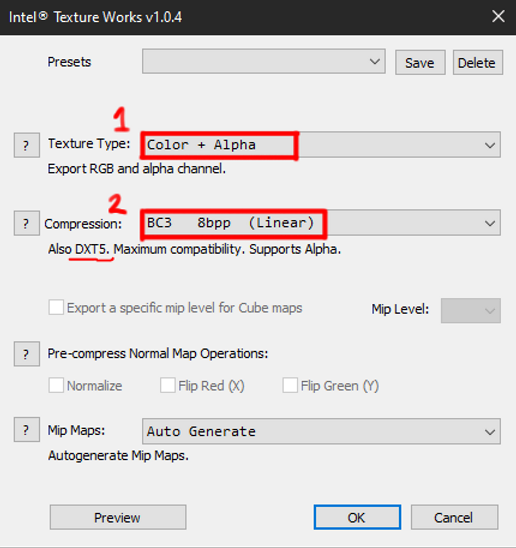 Intel® Texture Works v1.0.4
Presets
Save
Delete
1
? Texture Type: Color + Alpha
Export RGB and alpha channel.
2
? Compression: BC3 8bpp (Linear)
Also DXT5. Maximum compatibility. Supports Alpha.
Export a specific mip level for Cube maps Mip Level:
? Pre-compress Normal Map Operations:
Normalize Flip Red (X) Flip Green (Y)
? Mip Maps: Auto Generate
Autogenerate Mip Maps.
Preview OK Cancel